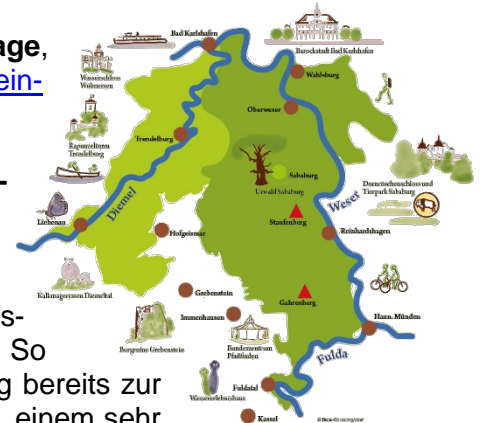 age,
ein-
-
s-
So
g bereits zur
einem sehr
Bad Karlshafen
Barockstadt Bad Karlshafen
Wasserschloss
Wülmersen
Wahlsburg
Oberweser
Trendelburg
Rapunzelturm
Trendelburg
Sababurg
Urwald Sababurg
Dornröschenschloss und
Tierpark Sababurg
Diemel
Weser
Liebenau
Staufenberg
Hofgeismar
Reinhardshagen
Kalkmagerrasen Diemeltal
Grebenstein
Gahrenberg
Immenhausen
Hann. Münden
Burgruine Grebenstein
Bundeszentrum
Pfadfinden
Fulda
Fuldatal
Wassererlebnishaus
Kassel